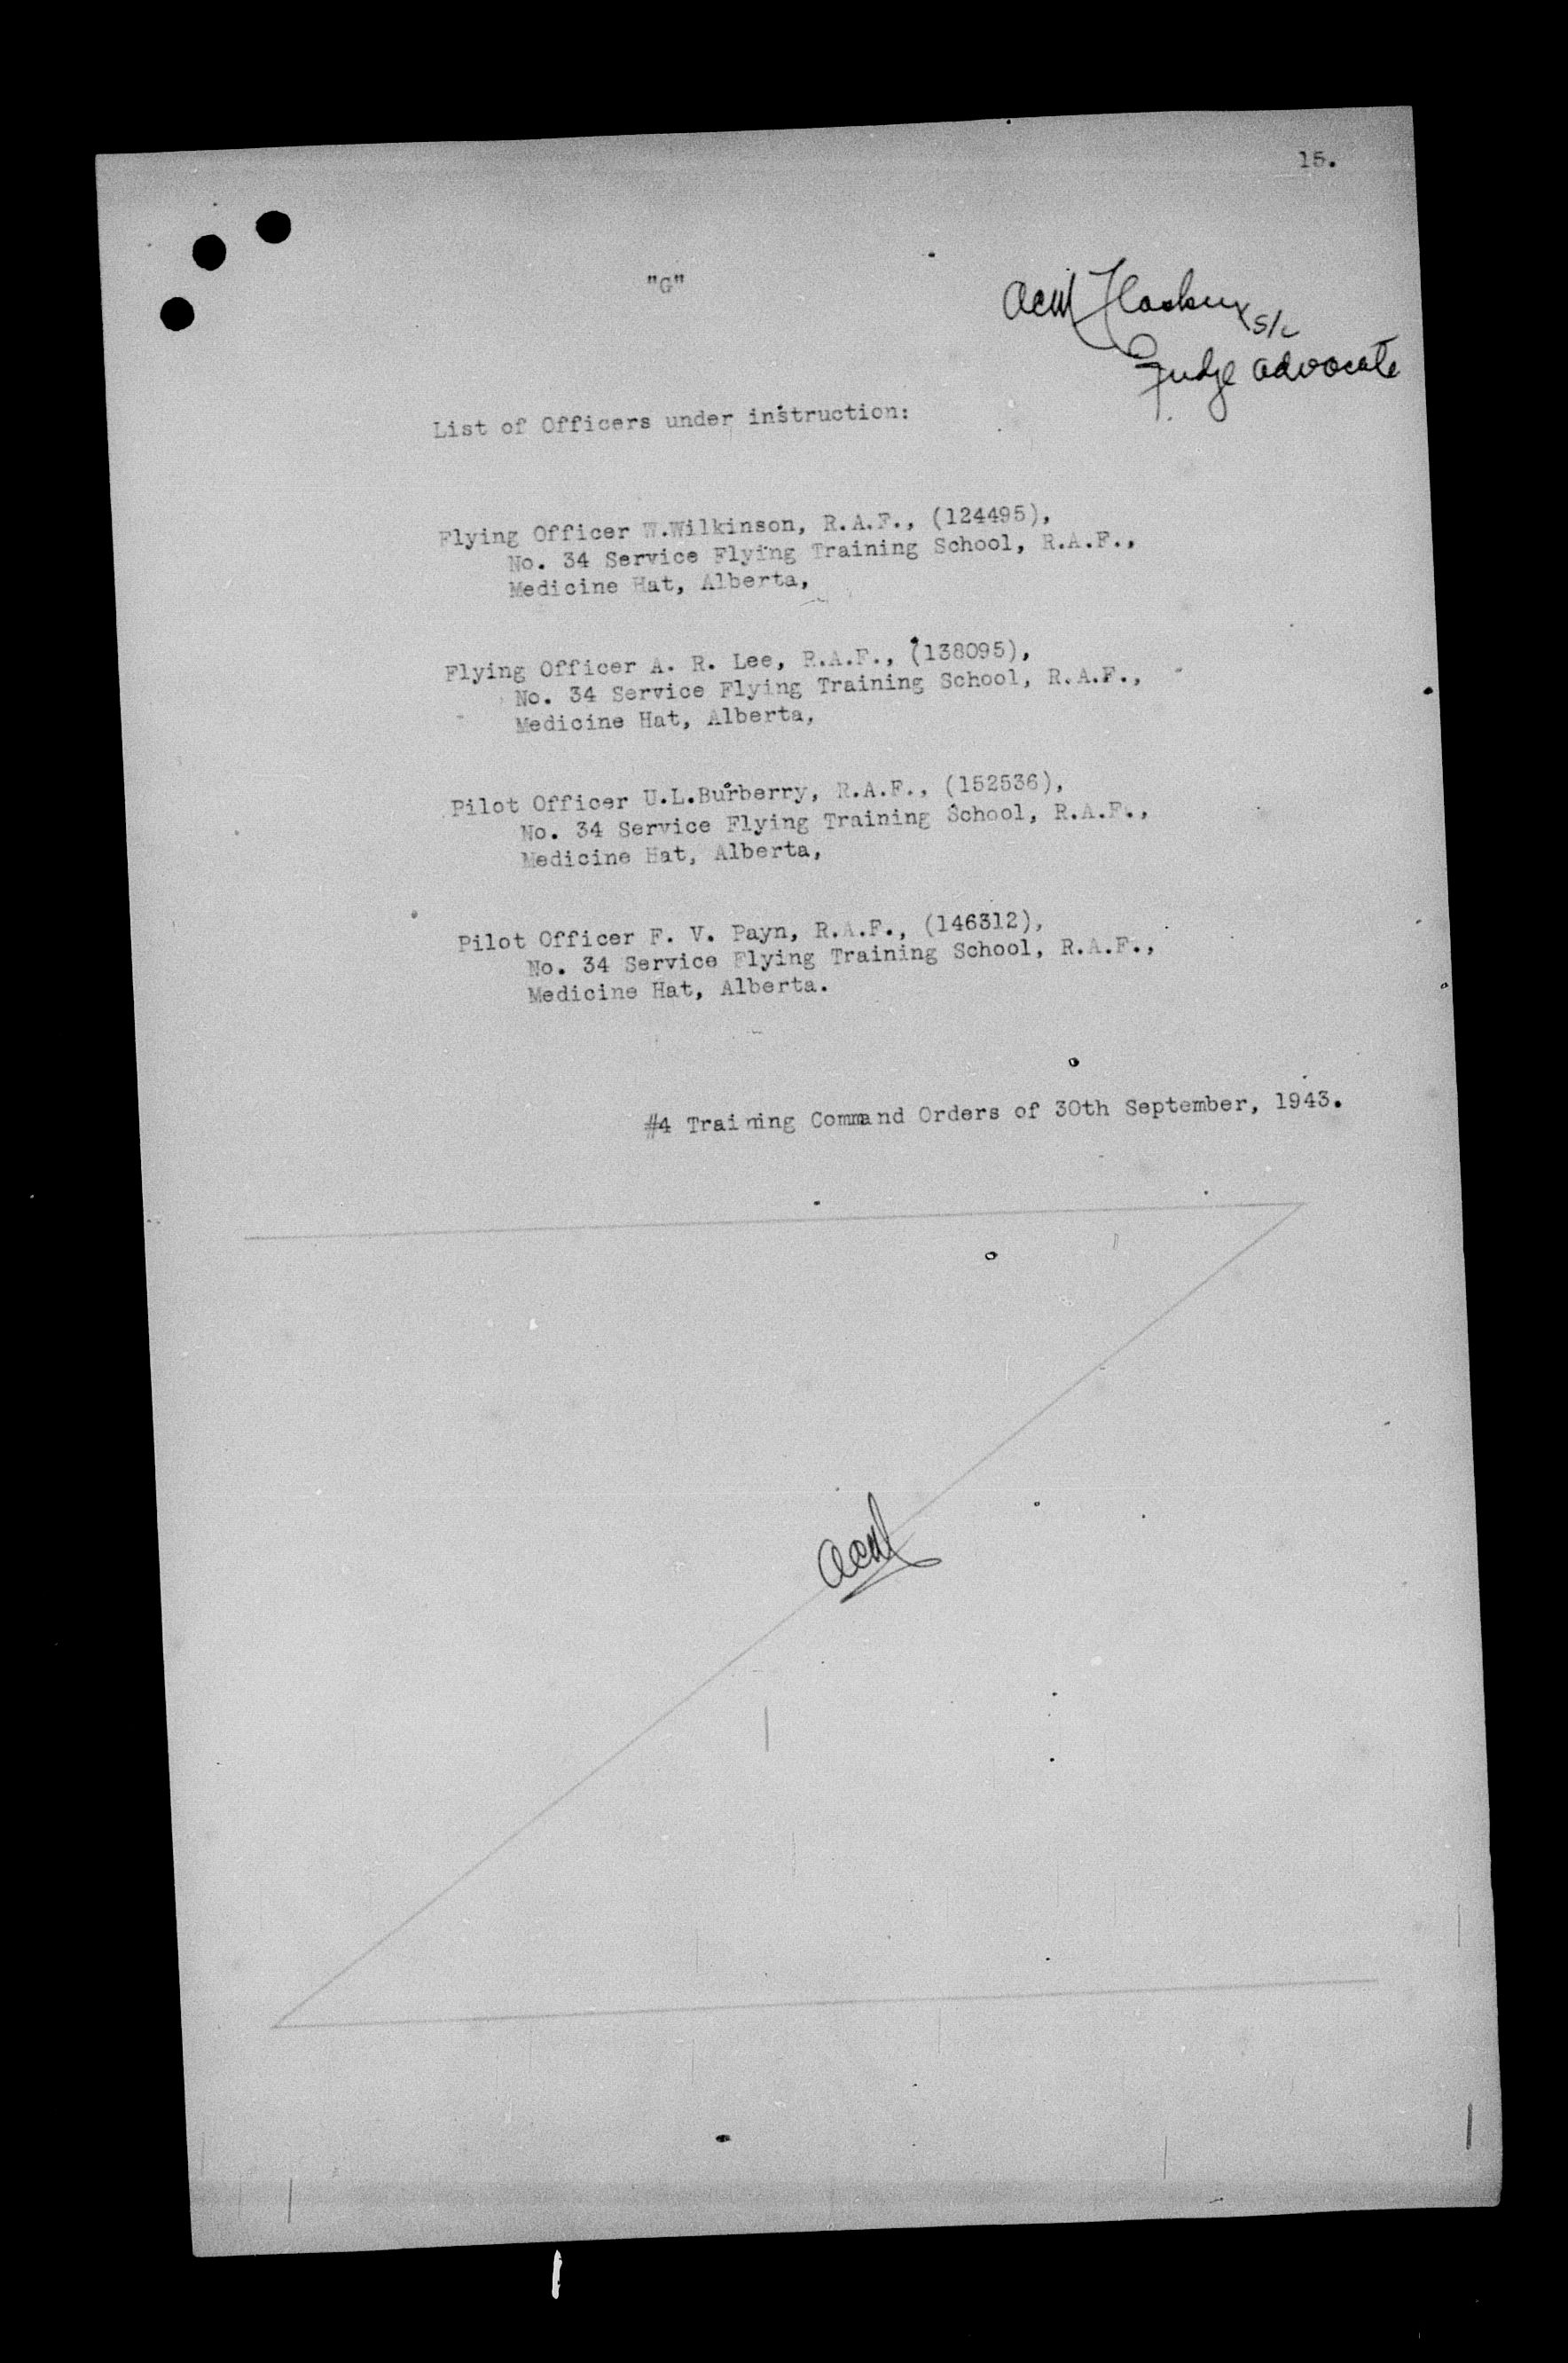 15.
"G"
S/L
Judge Advocate
List of Officers under instruction:
Flying Officer W.Wilkinson, R.A.F., (124495),
No. 34 Service Flying Training School, R.A.F.,
Medicine Hat, Alberta,
Flying Officer A. R. Lee, R.A.F., (138095),
No. 34 Service Flying Training School, R.A.F.,
Medicine Hat, Alberta,
Pilot Officer U.L.Burberry, R.A.F., (152536),
No. 34 Service Flying Training School, R.A.F.,
Medicine Hat, Alberta,
Pilot Officer F. V. Payn, R.A.F., (146312),
No. 34 Service Flying Training School, R.A.F.,
Medicine Hat, Alberta.
#4 Training Command Orders of 30th September, 1943.